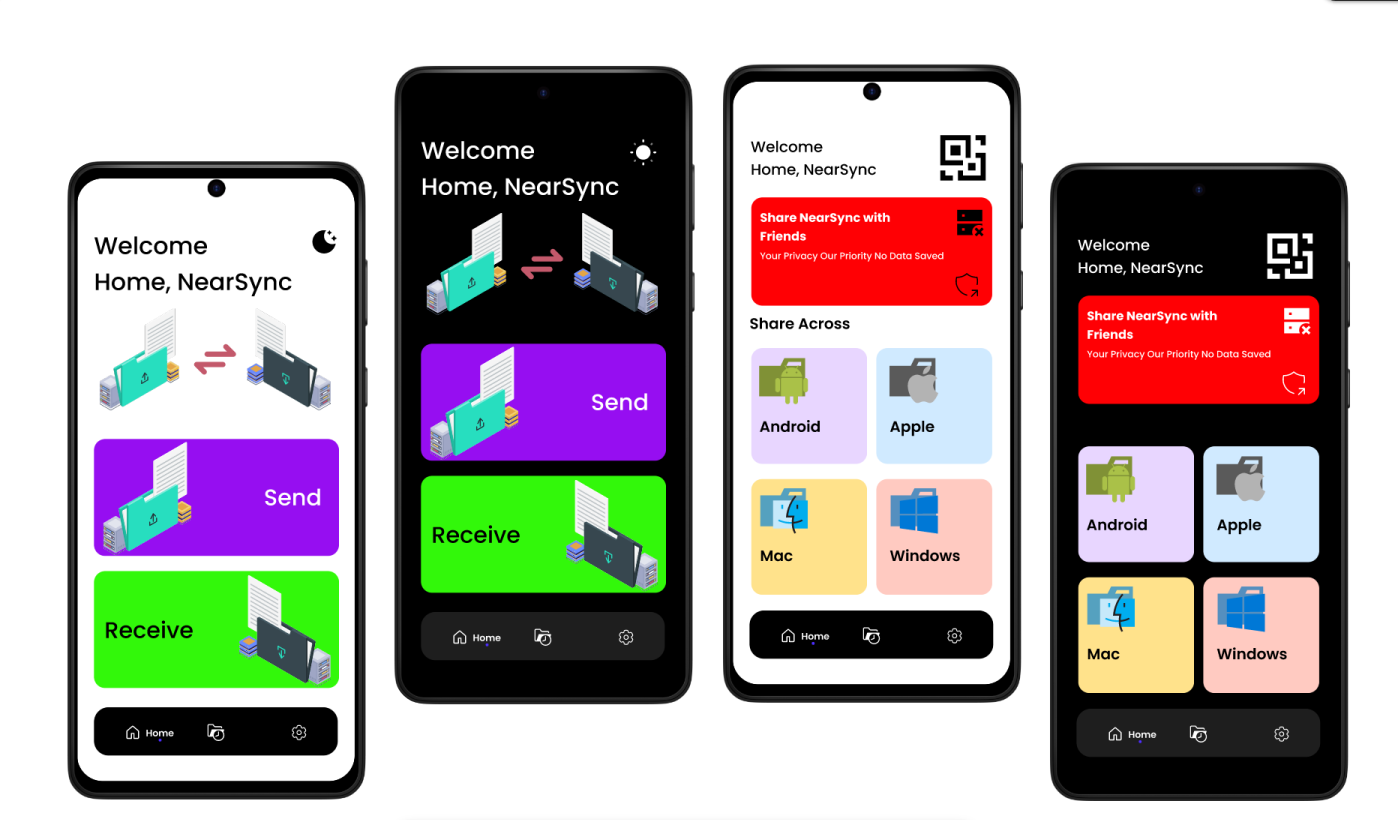 Welcome
Home, NearSync
Send
Receive
Home
Welcome
Home, NearSync
Send
Receive
Home
Welcome
Home, NearSync
Share NearSync with
Friends
Your Privacy Our Priority No Data Saved
Share Across
Android
Apple
Mac
Windows
Home
Welcome
Home, NearSync
Share NearSync with
Friends
Your Privacy Our Priority No Data Saved
Android
Apple
Mac
Windows
Home